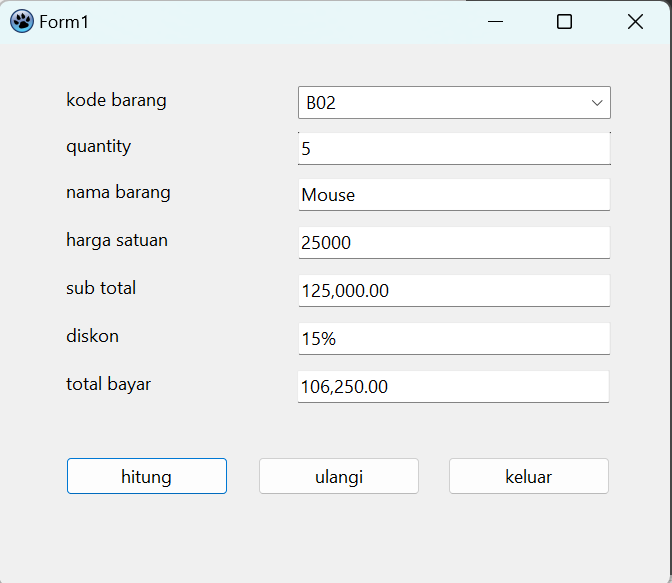 Form1
kode barang B02
quantity 5
nama barang Mouse
harga satuan 25000
sub total 125,000.00
diskon 15%
total bayar 106,250.00
hitung ulangi keluar